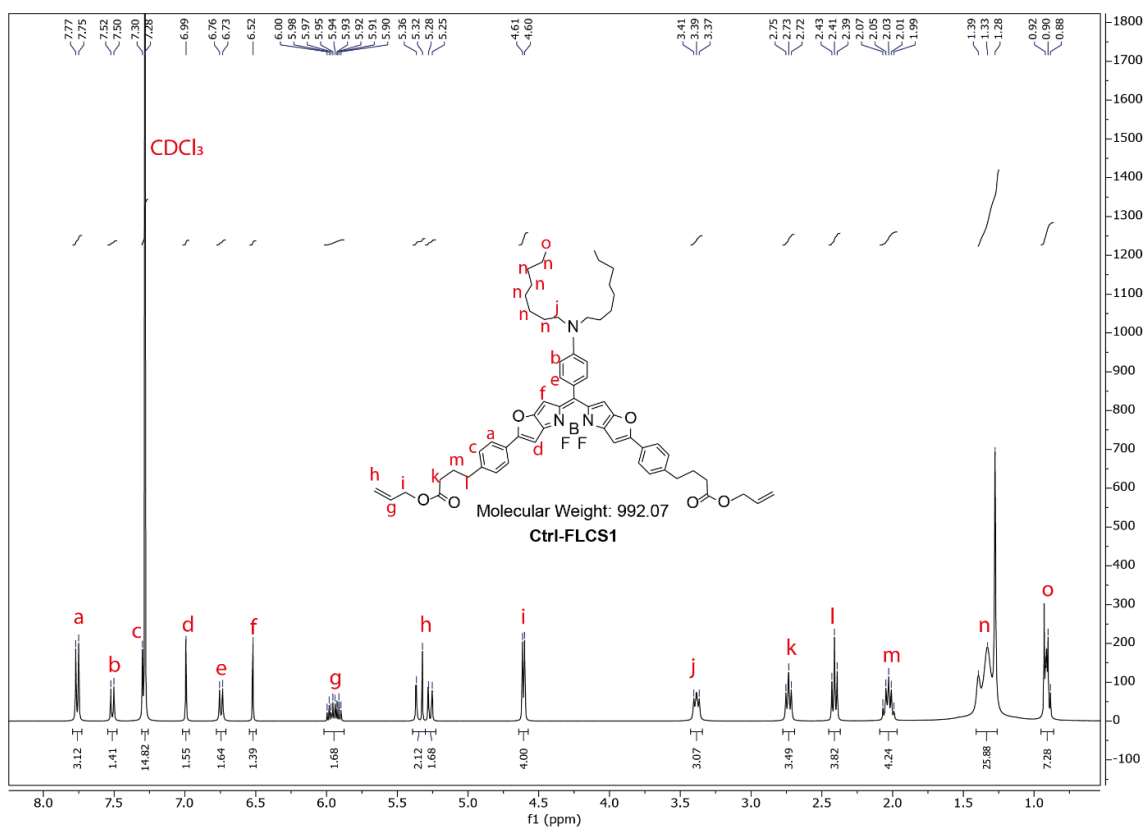 7.77 7.75 7.52 7.50 7.30 7.28 6.99 6.76 6.73 6.52 6.00 5.98 5.97 5.95 5.94 5.93 5.92 5.91 5.90 5.36 5.32 5.28 5.25 4.61 4.60 3.41 3.39 3.37 2.75 2.73 2.72 2.43 2.41 2.39 2.07 2.05 2.03 2.01 1.99 1.39 1.33 1.28 0.92 0.90 0.88
1800
1700
1600
CDCl₃
1500
1400
1300
1200
1100
1000
900
800
700
600
500
400
300
200
100
0
-100
o
n n
n n
n j
n n
N
b
e
f
O N N O
B
F F
a
c d
m
k l
h i
g O O
O O
Molecular Weight: 992.07
Ctrl-FLCS1
a b c d e f g h i j k l m n o
3.12 1.41 14.82 1.55 1.64 1.39 1.68 2.12 1.68 4.00 3.07 3.49 3.82 4.24 25.88 7.28
8.0 7.5 7.0 6.5 6.0 5.5 5.0 4.5 4.0 3.5 3.0 2.5 2.0 1.5 1.0
f1 (ppm)